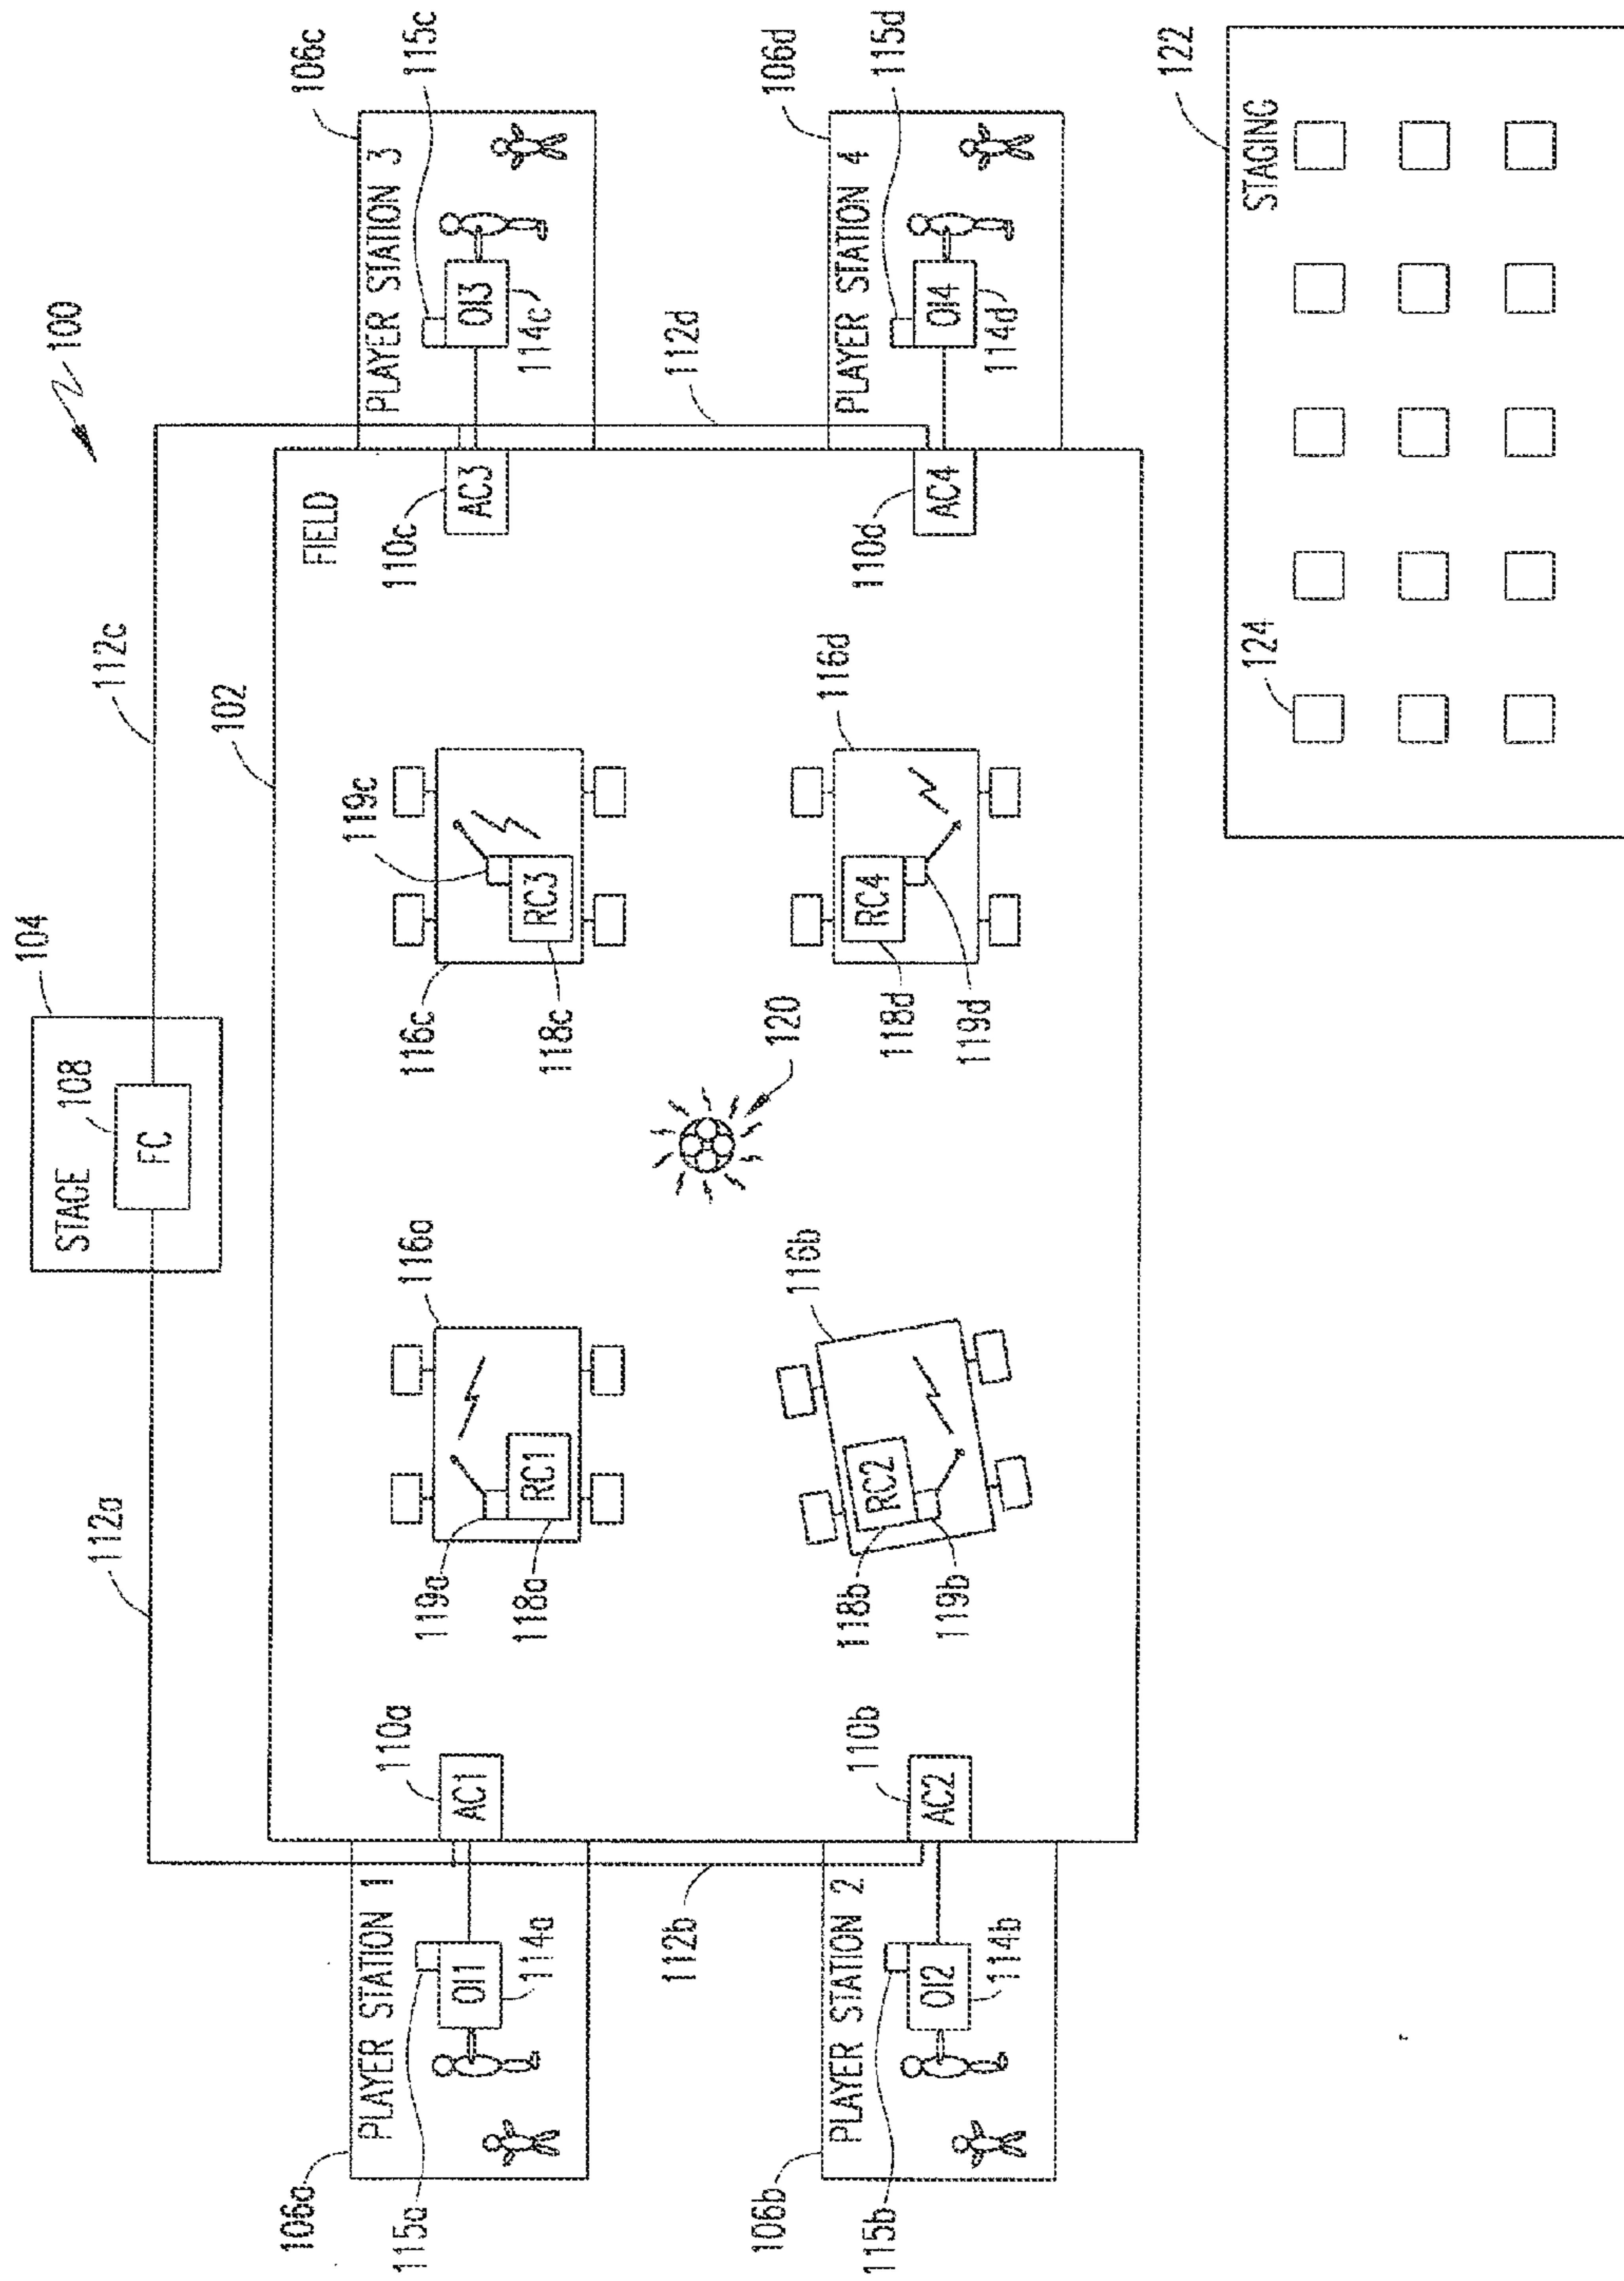 100
104
STAGE
108
FC
112a
112c
102
FIELD
106a
PLAYER STATION 1
115a
OI1
114a
110a
AC1
119a
RC1
118a
116a
116c
119c
RC3
118c
110c
AC3
PLAYER STATION 3
106c
115c
OI3
114c
112b
112d
120
106b
PLAYER STATION 2
115b
OI2
114b
110b
AC2
118b
RC2
119b
116b
118d
RC4
119d
116d
110d
AC4
PLAYER STATION 4
106d
115d
OI4
114d
124
STAGING
122